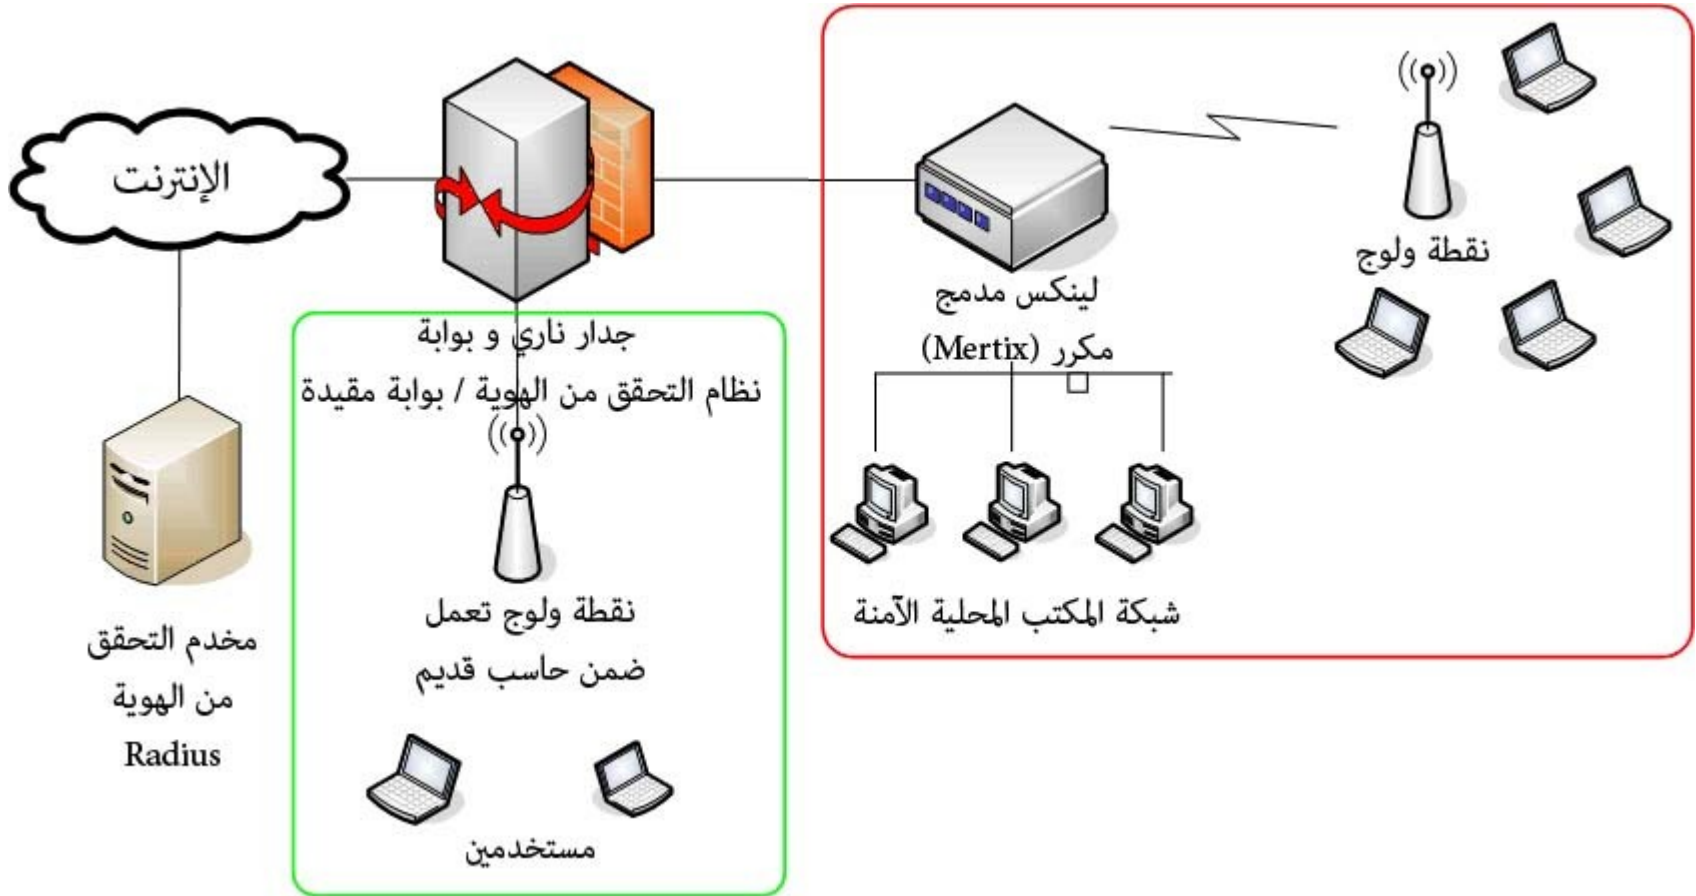 الإنترنت
جدار ناري و بوابة
نظام التحقق من الهوية / بوابة مقيدة
لينكس مدمج
مكرر (Mertix)
نقطة ولوج
شبكة المكتب المحلية الآمنة
نقطة ولوج تعمل
ضمن حاسب قديم
مستخدمين
مخدم التحقق
من الهوية
Radius